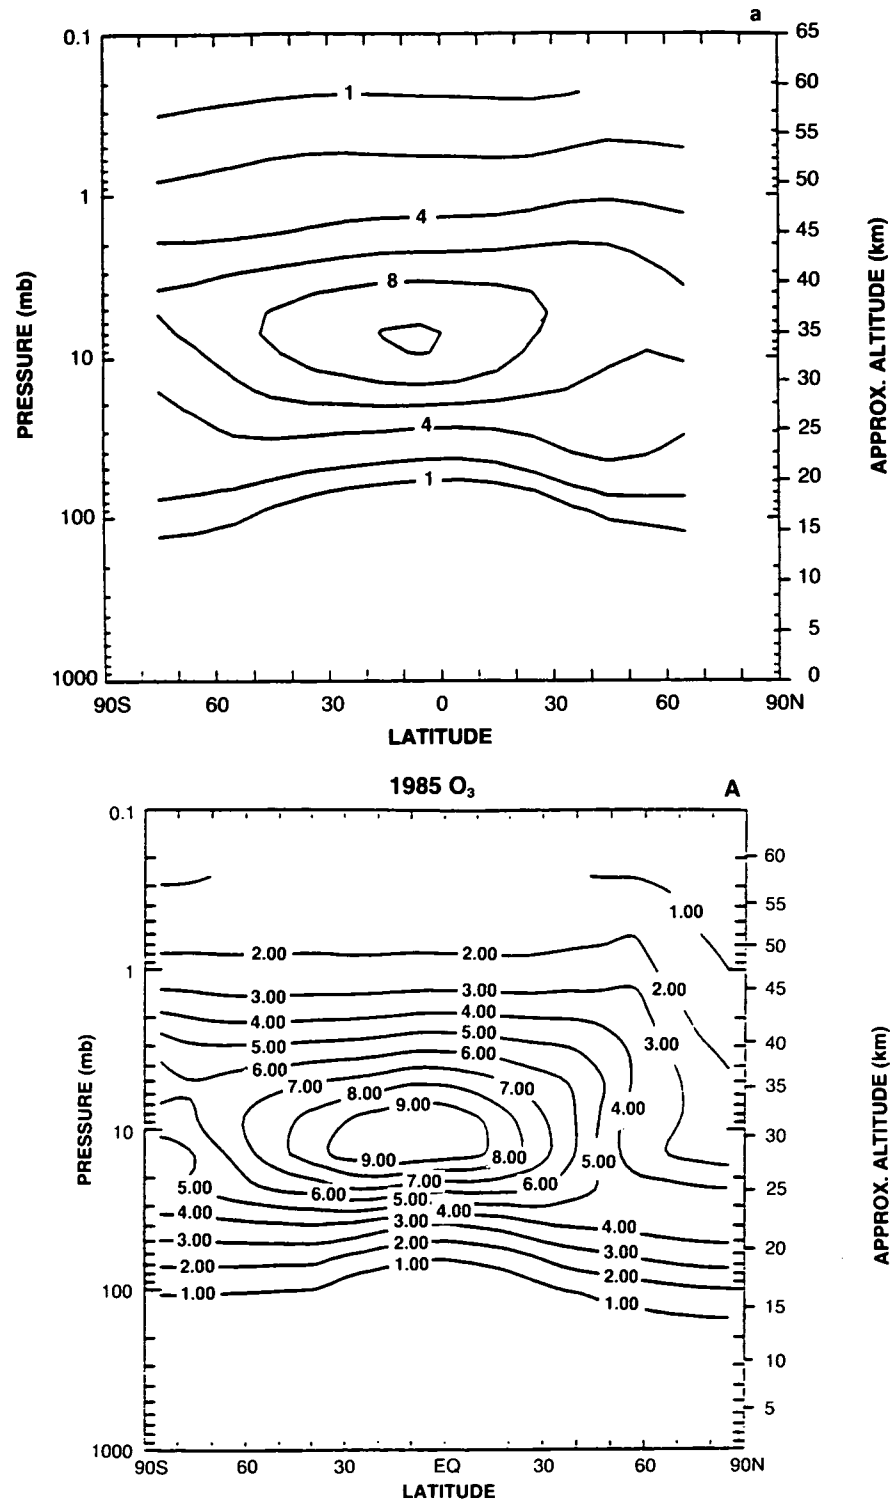 a
0.1
65
60
1
55
50
1
4
45
8
40
PRESSURE (mb)
35
10
30
4
25
1
20
100
15
10
5
1000
0
90S 60 30 0 30 60 90N
LATITUDE
APPROX. ALTITUDE (km)
1985 O₃
A
0.1
60
1.00
55
2.00 2.00
50
1
3.00 3.00 2.00
45
4.00 4.00
5.00 5.00 3.00
40
6.00 6.00
7.00 8.00 7.00
35
9.00 4.00
PRESSURE (mb)
10
30
9.00 8.00 5.00
5.00 6.00 7.00 6.00
25
5.00
4.00 3.00 4.00 4.00
3.00 2.00 3.00
20
2.00 1.00 2.00
1.00 1.00
100
15
10
5
1000
90S 60 30 EQ 30 60 90N
LATITUDE
APPROX. ALTITUDE (km)